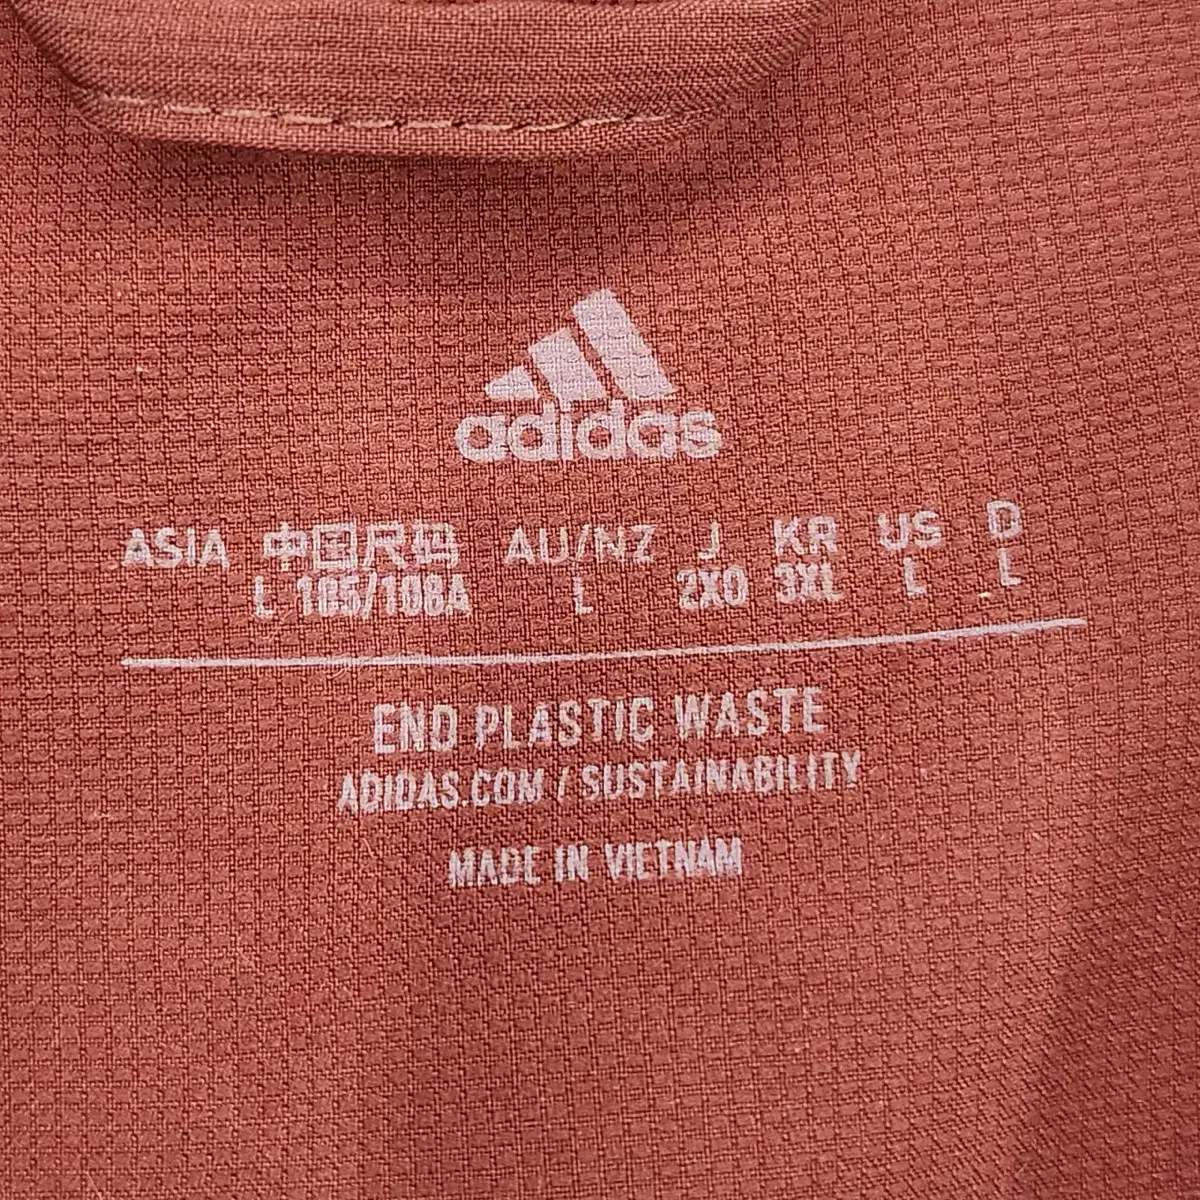 adidas
ASIA 中国尺码 AU/NZ J KR US D
L 185/108A L 2XO 3XL L L
END PLASTIC WASTE
ADIDAS.COM / SUSTAINABILITY
MADE IN VIETNAM